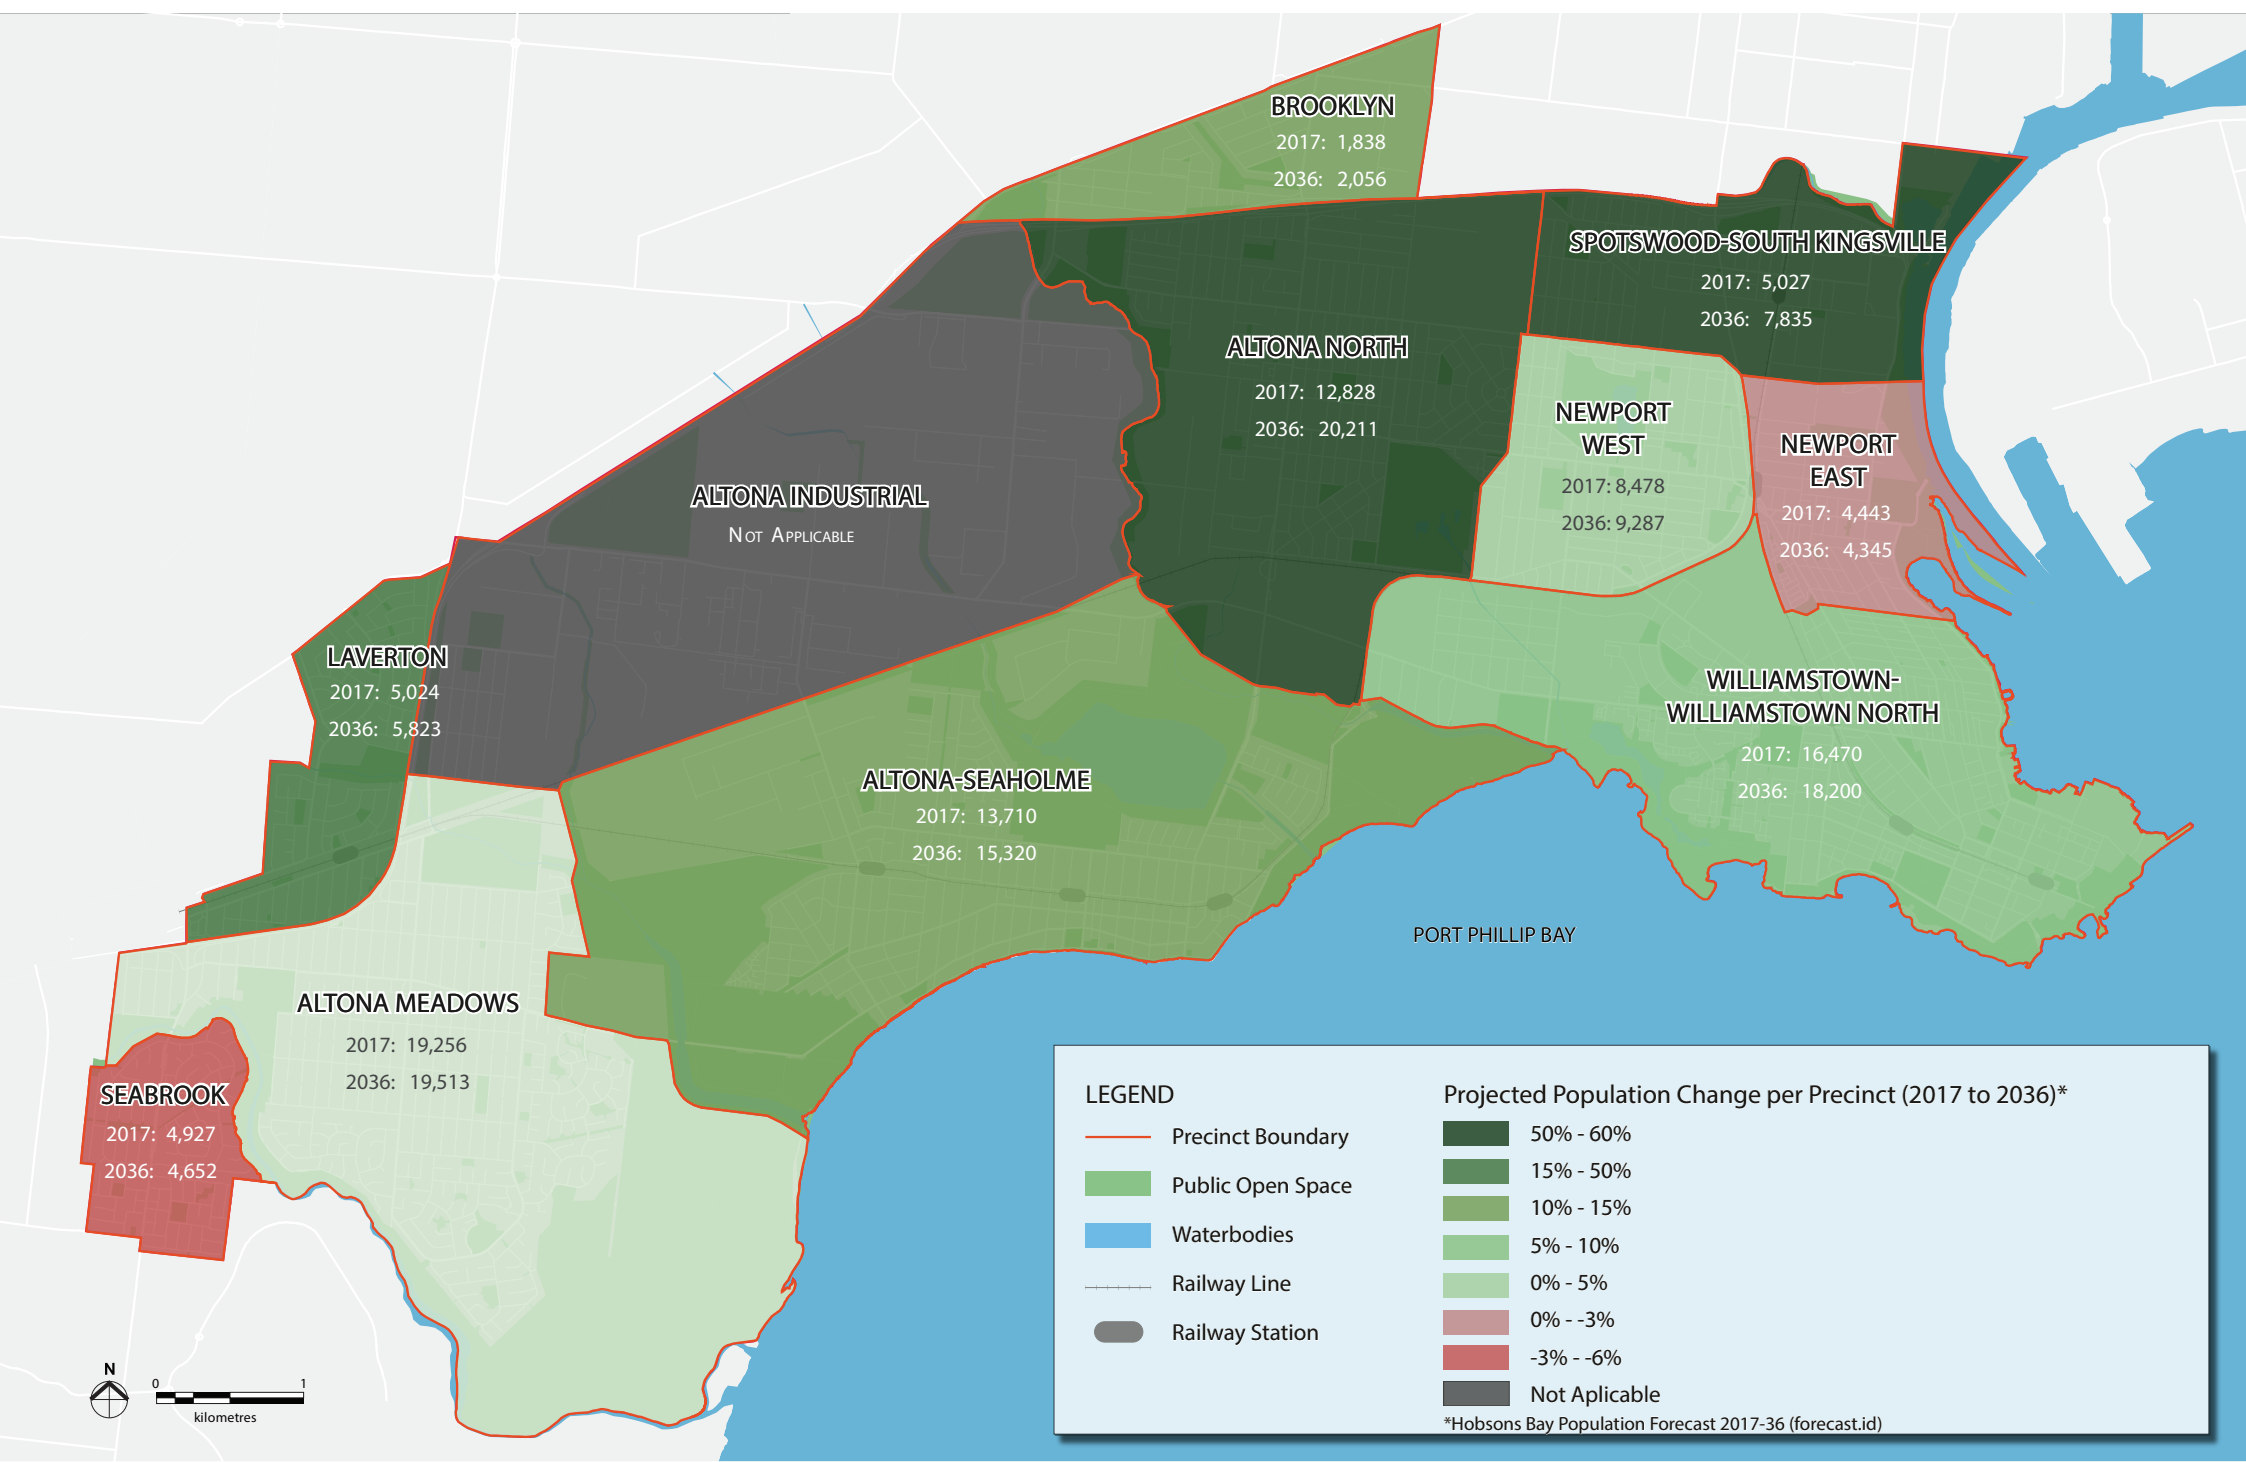 BROOKLYN
2017: 1,838
2036: 2,056
SPOTSWOOD-SOUTH KINGSVILLE
2017: 5,027
2036: 7,835
ALTONA NORTH
2017: 12,828
2036: 20,211
NEWPORT
WEST
2017: 8,478
2036: 9,287
NEWPORT
EAST
2017: 4,443
2036: 4,345
ALTONA INDUSTRIAL
NOT APPLICABLE
LAVERTON
2017: 5,024
2036: 5,823
WILLIAMSTOWN-
WILLIAMSTOWN NORTH
2017: 16,470
2036: 18,200
ALTONA-SEAHOLME
2017: 13,710
2036: 15,320
PORT PHILLIP BAY
ALTONA MEADOWS
2017: 19,256
2036: 19,513
SEABROOK
2017: 4,927
2036: 4,652
N
0 1
kilometres
LEGEND
Precinct Boundary
Public Open Space
Waterbodies
Railway Line
Railway Station
Projected Population Change per Precinct (2017 to 2036)*
50% - 60%
15% - 50%
10% - 15%
5% - 10%
0% - 5%
0% - -3%
-3% - -6%
Not Aplicable
*Hobsons Bay Population Forecast 2017-36 (forecast.id)